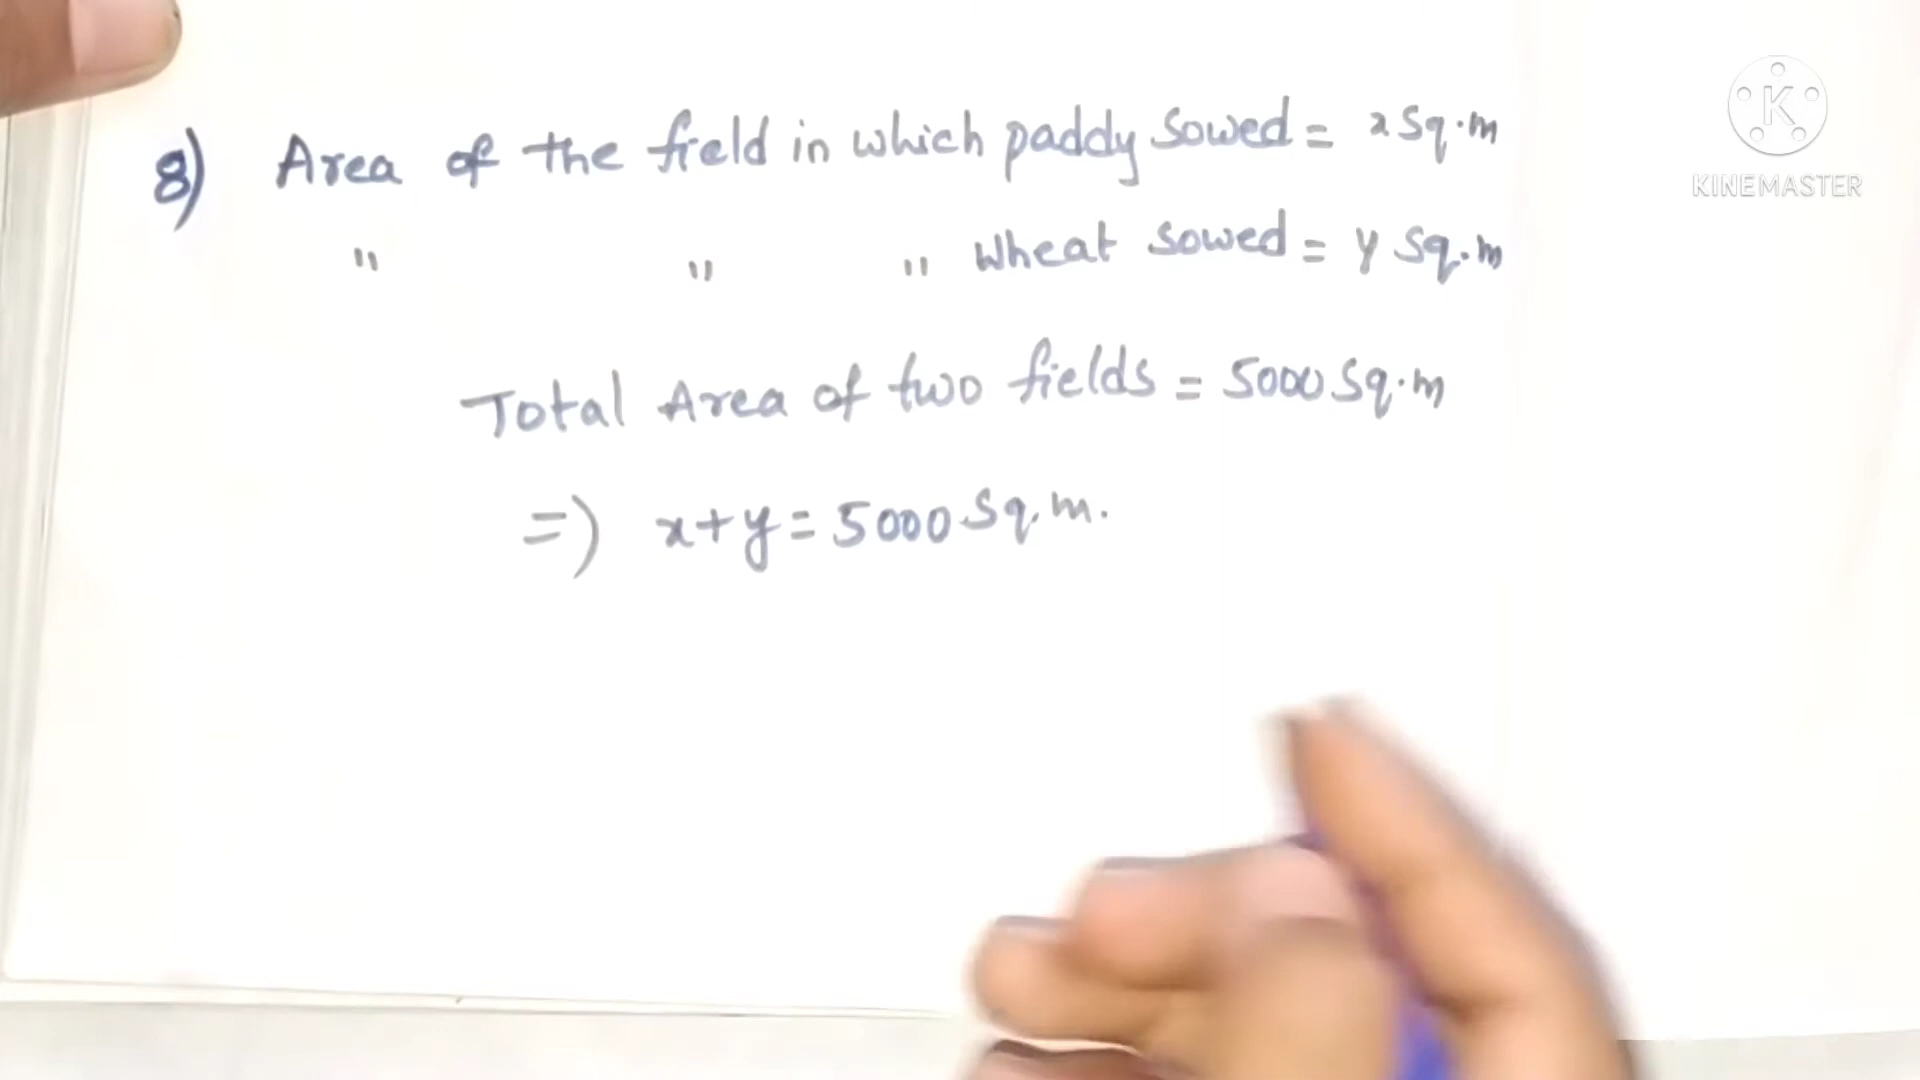 8) Area of the field in which paddy sowed = x Sq.m
" " " Wheat sowed = y Sq.m
Total Area of two fields = 5000 Sq.m
=) x+y = 5000 Sq.m.
K
KINEMASTER